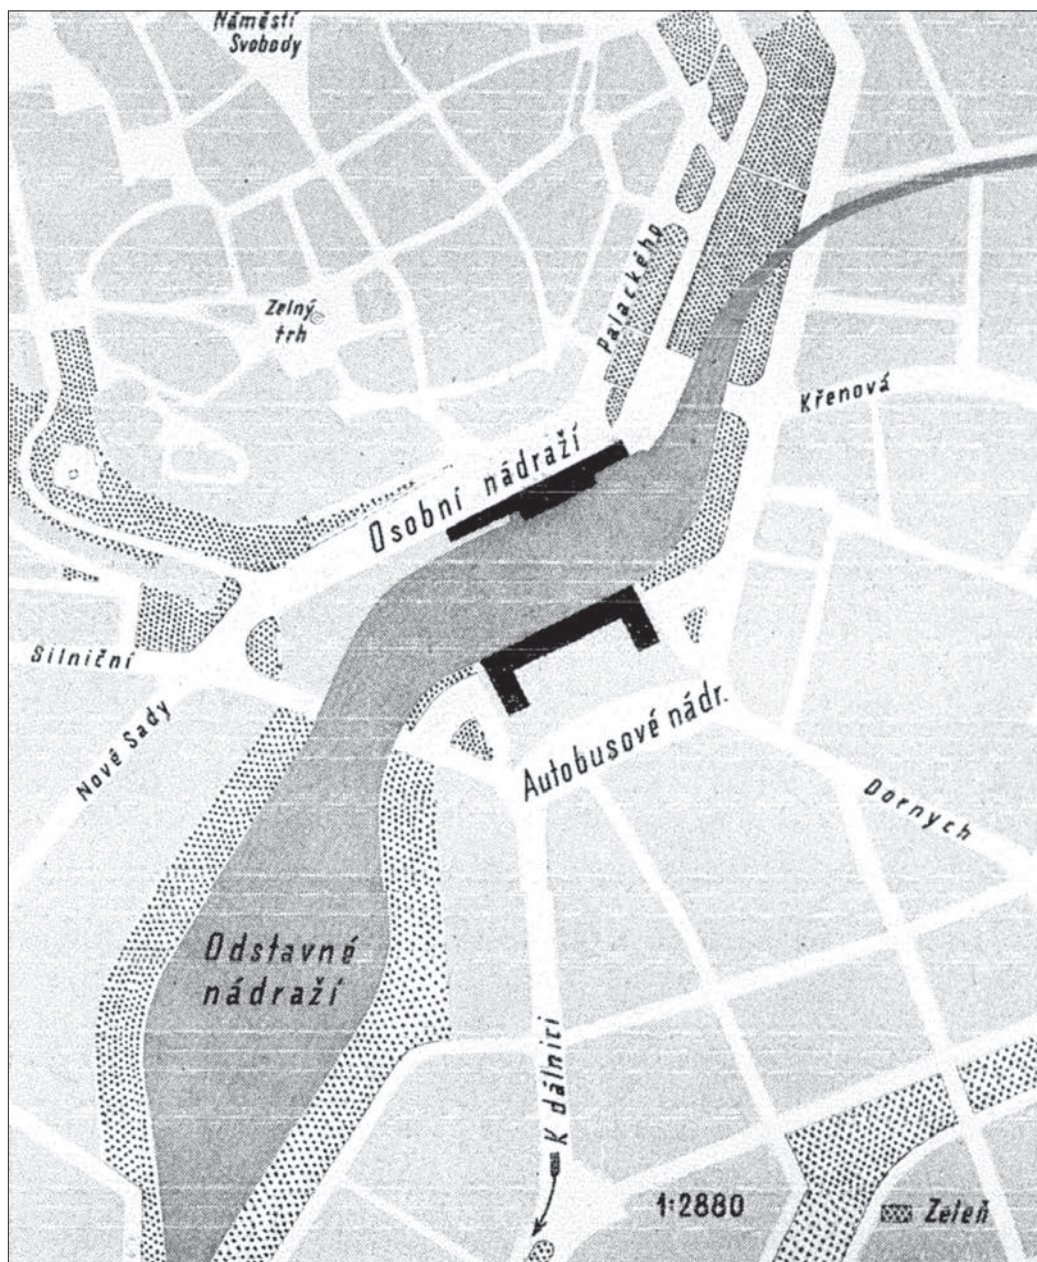 Náměstí
Svobody
Palackého
Zelný
trh
Křenová
Osobní nádraží
Silniční
Nové Sady
Autobusové nádr.
Dornych
Odstavné
nádraží
K dálnici
1:2880
Zeleň